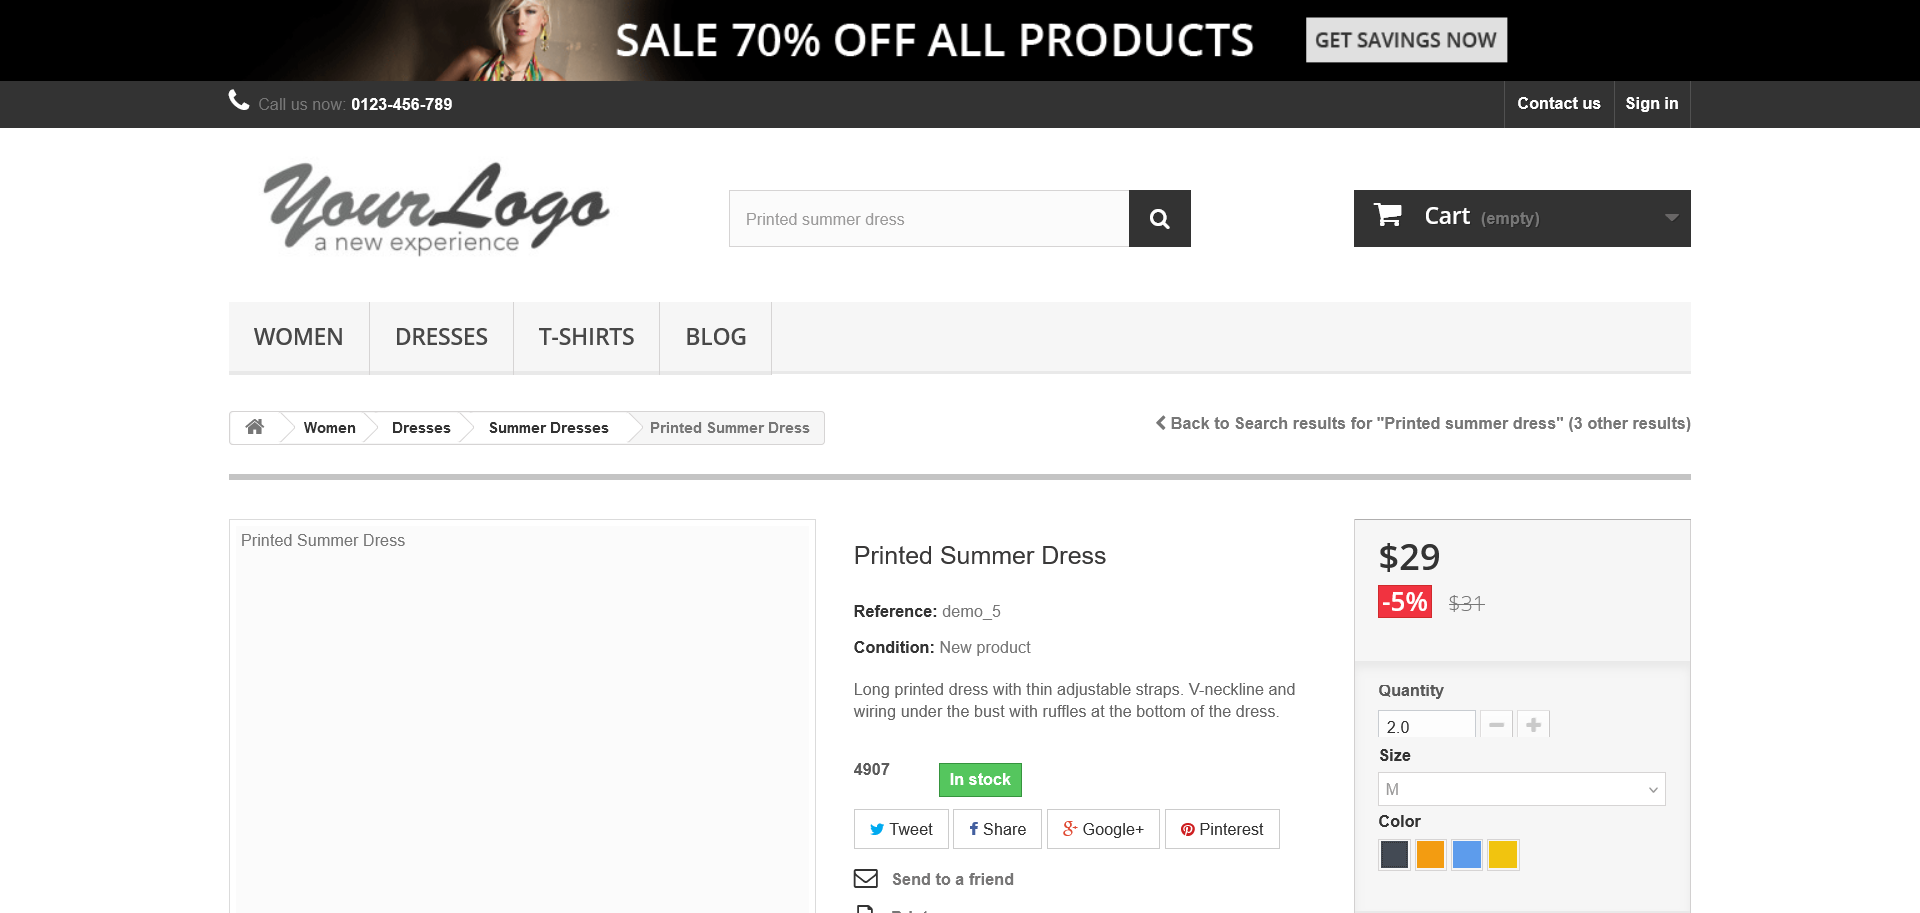 SALE 70% OFF ALL PRODUCTS
GET SAVINGS NOW
Call us now: 0123-456-789
Contact us
Sign in
YourLogo
a new experience
Printed summer dress
Cart (empty)
WOMEN
DRESSES
T-SHIRTS
BLOG
Women
Dresses
Summer Dresses
Printed Summer Dress
Back to Search results for "Printed summer dress" (3 other results)
Printed Summer Dress
Printed Summer Dress
Reference: demo_5
Condition: New product
Long printed dress with thin adjustable straps. V-neckline and
wiring under the bust with ruffles at the bottom of the dress.
4907
In stock
Tweet
Share
Google+
Pinterest
Send to a friend
$29
-5% $31
Quantity
2.0
Size
M
Color